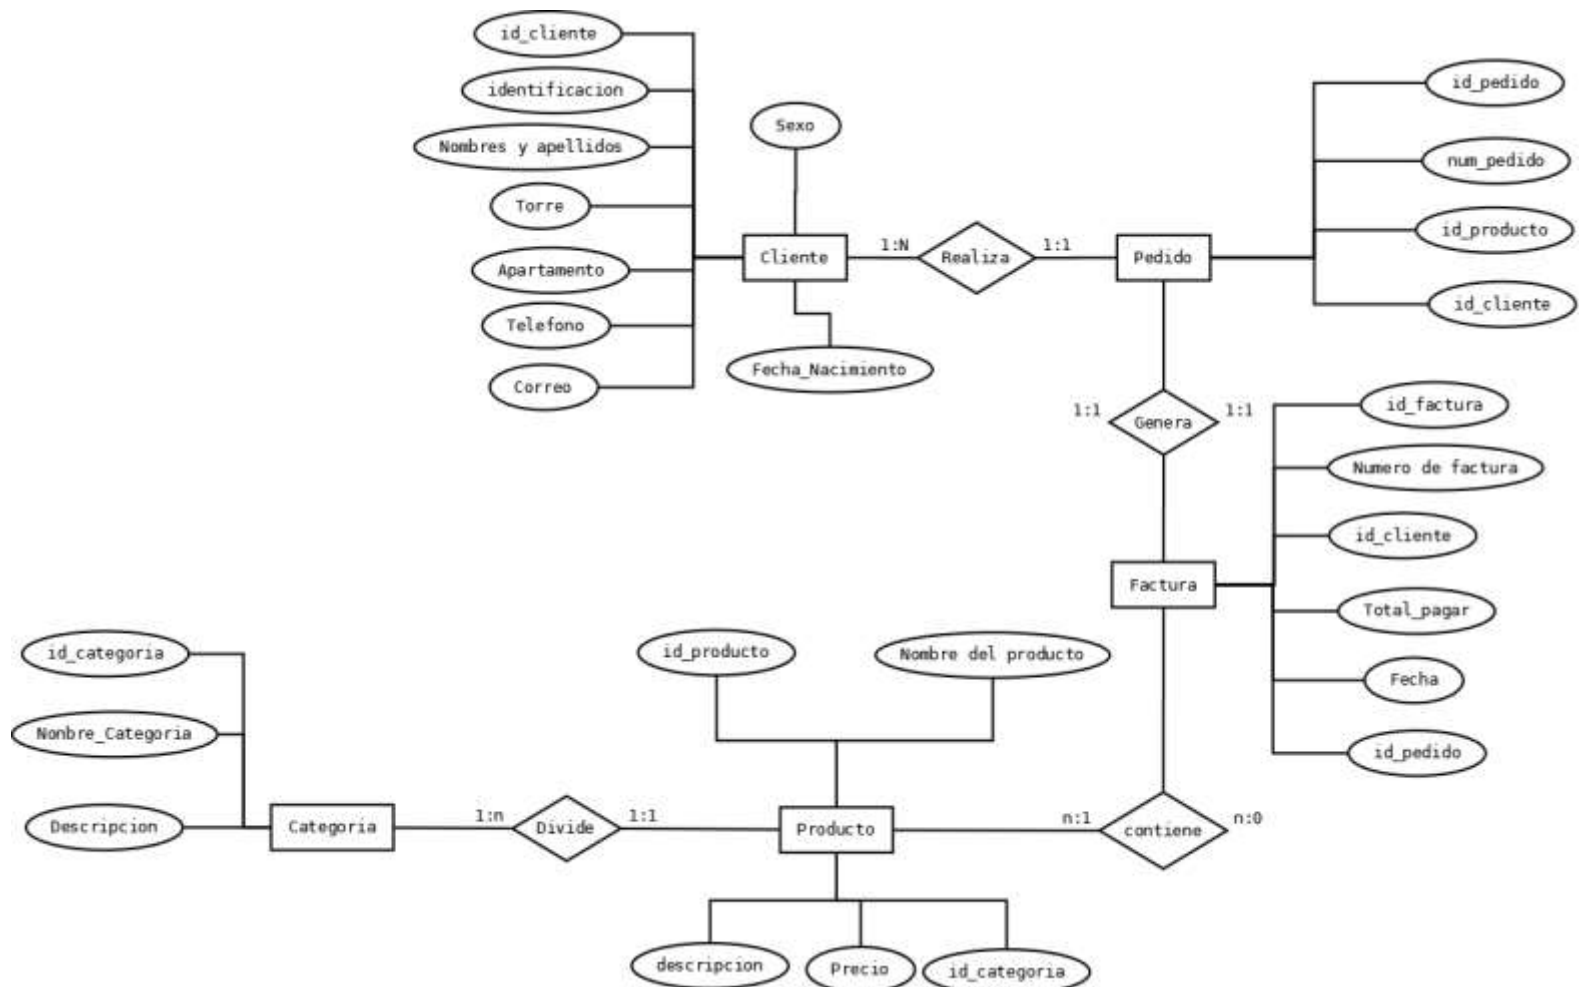 id_cliente
identificacion
Nombres y apellidos
Torre
Apartamento
Telefono
Correo
Sexo
Cliente
Fecha_Nacimiento
1:N
Realiza
1:1
Pedido
id_pedido
num_pedido
id_producto
id_cliente
1:1
Genera
1:1
Factura
id_factura
Numero de factura
id_cliente
Total_pagar
Fecha
id_pedido
id_categoria
Nonbre_Categoria
Descripcion
Categoria
1:n
Divide
1:1
id_producto
Nombre del producto
Producto
n:1
contiene
n:0
descripcion
Precio
id_categoria